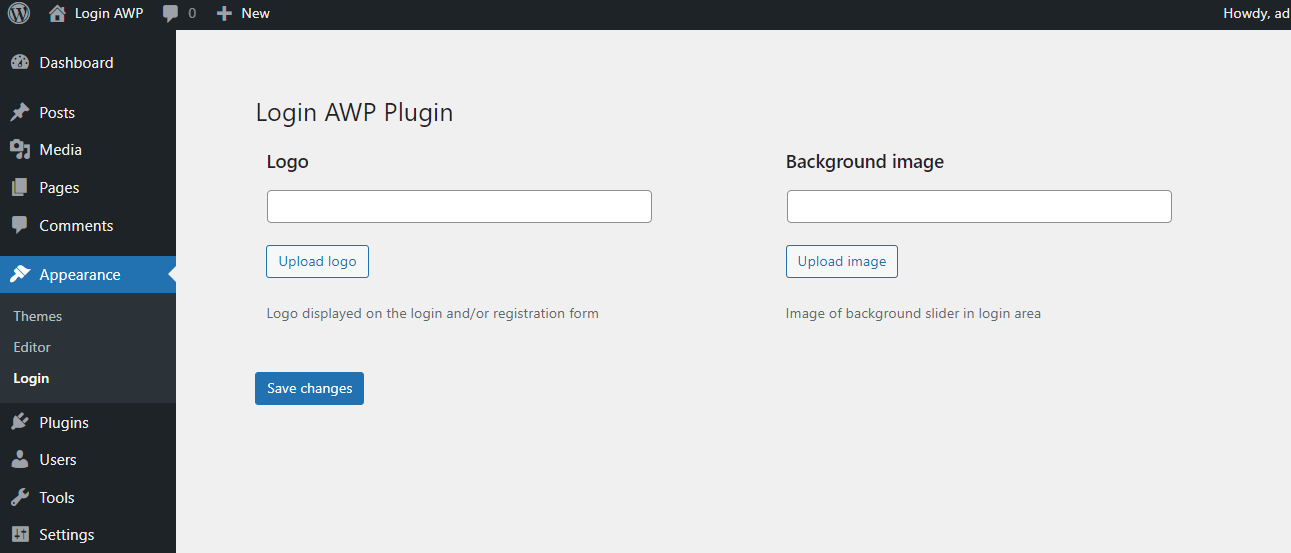 Login AWP 0 New Howdy, ad
Dashboard
Posts
Media
Pages
Comments
Appearance
Themes
Editor
Login
Plugins
Users
Tools
Settings
Login AWP Plugin
Logo
Upload logo
Logo displayed on the login and/or registration form
Background image
Upload image
Image of background slider in login area
Save changes